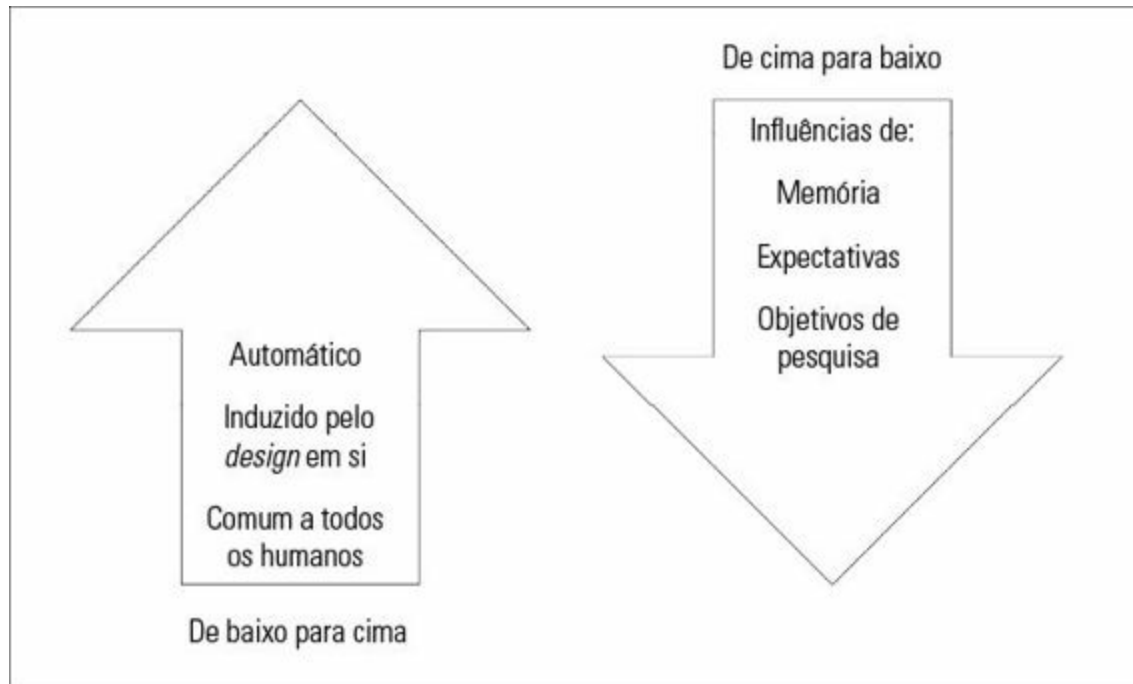 Automático
Induzido pelo
design em si
Comum a todos
os humanos
De baixo para cima
De cima para baixo
Influências de:
Memória
Expectativas
Objetivos de
pesquisa